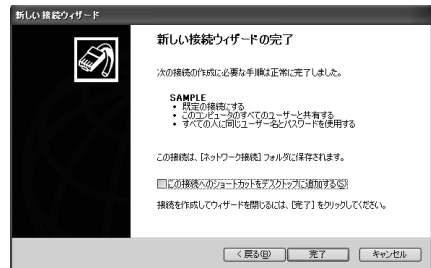 新しい接続ウィザード
新しい接続ウィザードの完了
次の接続の作成に必要な手順は正常に完了しました。
SAMPLE
• 既定の接続にする
• このコンピュータのすべてのユーザーと共有する
• すべての人に同じユーザー名とパスワードを使用する
この接続は、[ネットワーク接続] フォルダに保存されます。
この接続へのショートカットをデスクトップに追加する(S)
接続を作成してウィザードを閉じるには、[完了] をクリックしてください。
< 戻る(B)
完了
キャンセル